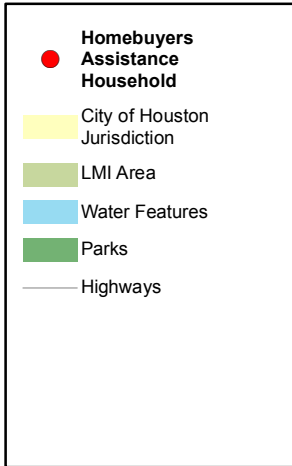 Homebuyers
Assistance
Household
City of Houston
Jurisdiction
LMI Area
Water Features
Parks
Highways